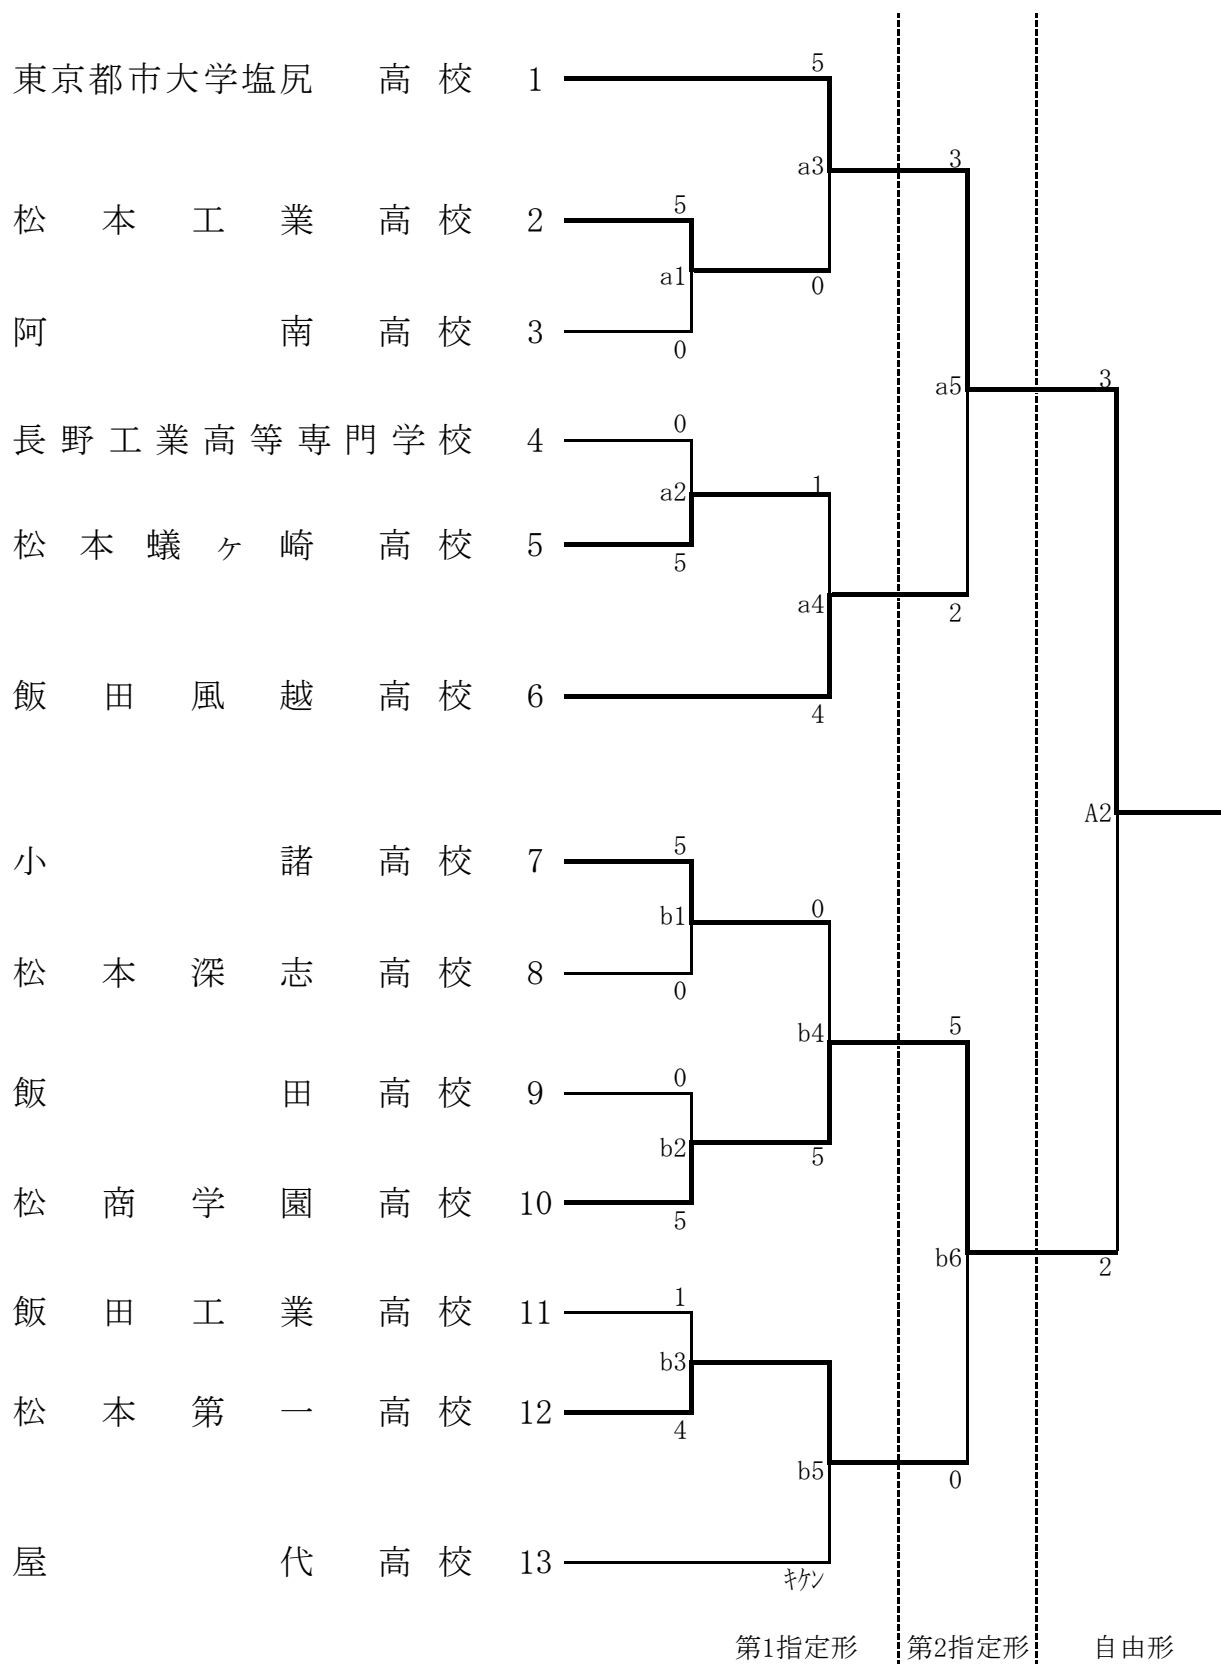 5
東京都市大学塩尻 高校 1
a3
3
5
松本工業 高校 2
a1
0
阿南 高校 3
0
a5
3
0
長野工業高等専門学校 4
a2
1
松本蟻ヶ崎 高校 5
5
a4
2
飯田風越 高校 6
4
A2
5
小諸 高校 7
b1
0
松本深志 高校 8
0
b4
5
0
飯田 高校 9
b2
5
松商学園 高校 10
5
b6
2
1
飯田工業 高校 11
b3
松本第一 高校 12
4
b5
0
屋代 高校 13
キケン
第1指定形 第2指定形 自由形